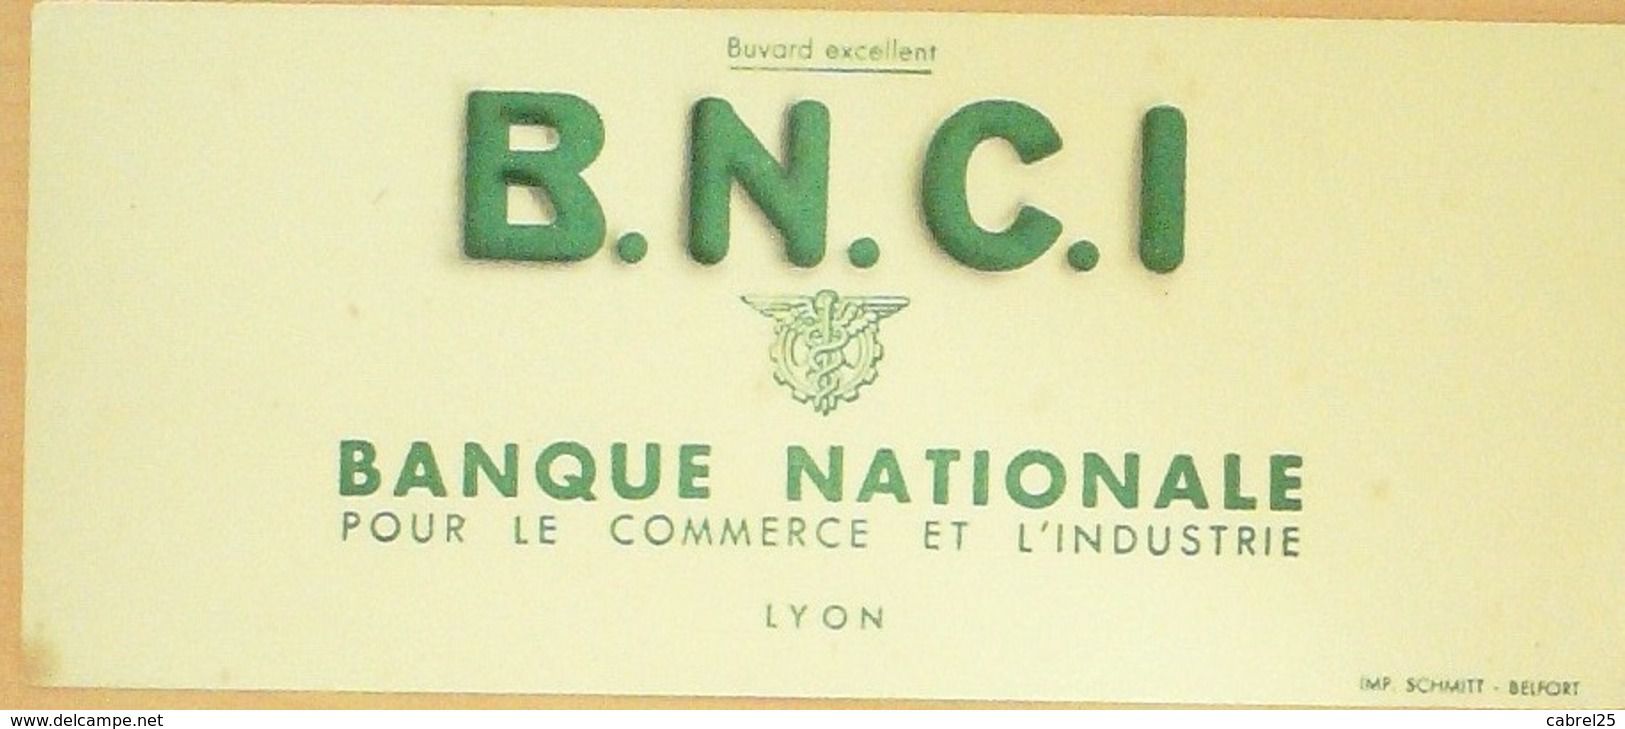 Buvard excellent
B.N.C.I
BANQUE NATIONALE
POUR LE COMMERCE ET L'INDUSTRIE
LYON
IMP. SCHMITT - BELFORT
www.delcampe.net
cabrel25